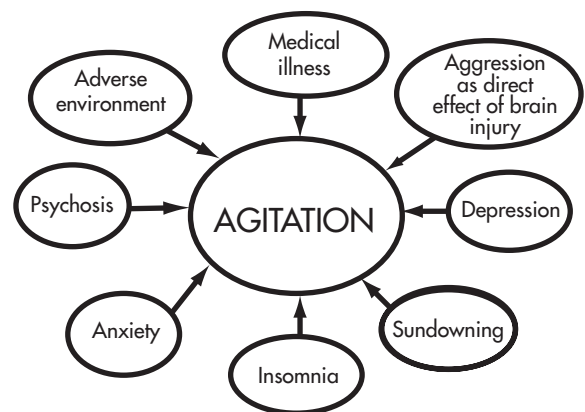 Medical
illness
Adverse
environment
Aggression
as direct
effect of brain
injury
Psychosis
AGITATION
Depression
Anxiety
Sundowning
Insomnia